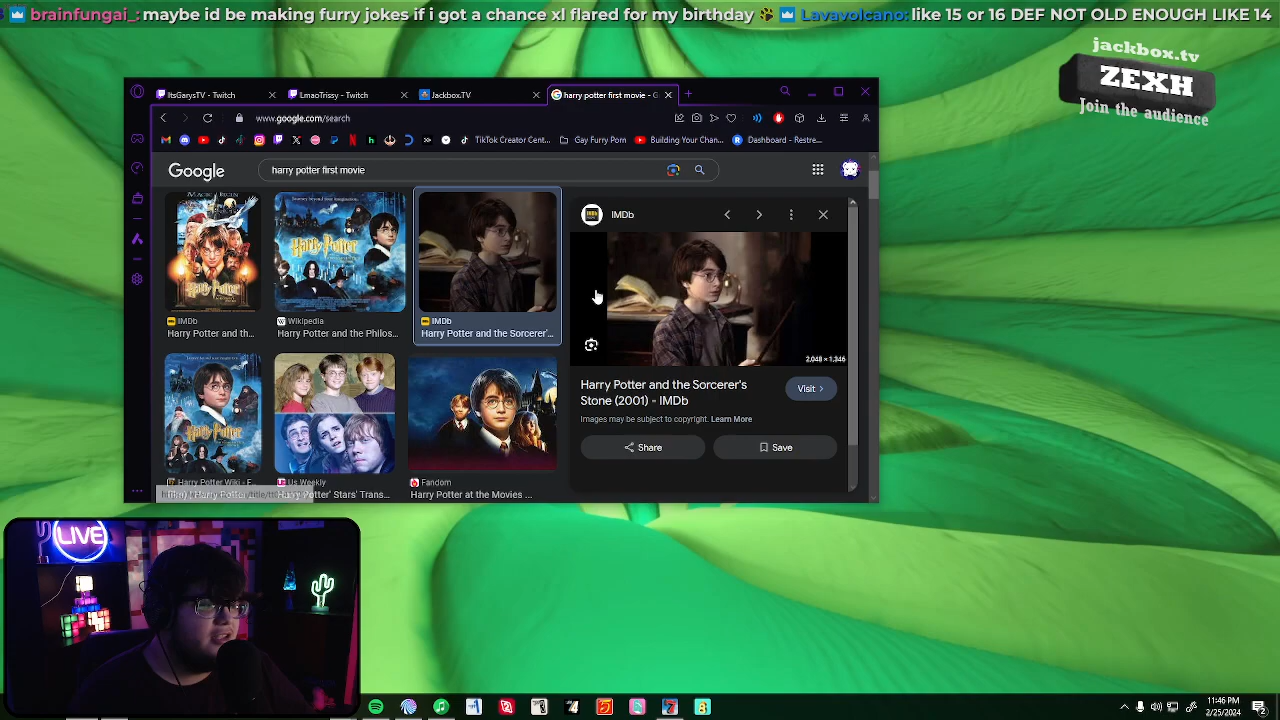 brainfungai_: maybe id be making furry jokes if i got a chance xl flared for my birthday
Lavavolcano: like 15 or 16 DEF NOT OLD ENOUGH LIKE 14
jackbox.tv
ZEXH
Join the audience
ItsGarysTV - Twitch
LmaoTrissy - Twitch
Jackbox.TV
harry potter first movie - G
www.google.com/search
TikTok Creator Cent...
Gay Furry Porn
Building Your Chan...
Dashboard - Restre...
Google
harry potter first movie
IMDb
Harry Potter and th...
Wikipedia
Harry Potter and the Philos...
IMDb
Harry Potter and the Sorcerer'...
IMDb
2,048 × 1,346
Harry Potter and the Sorcerer's
Stone (2001) - IMDb
Visit
Images may be subject to copyright. Learn More
Share
Save
Harry Potter Wiki - F...
Us Weekly
Harry Potter' Stars' Trans...
Fandom
Harry Potter at the Movies ...
LIVE
11:46 PM
2/25/2024